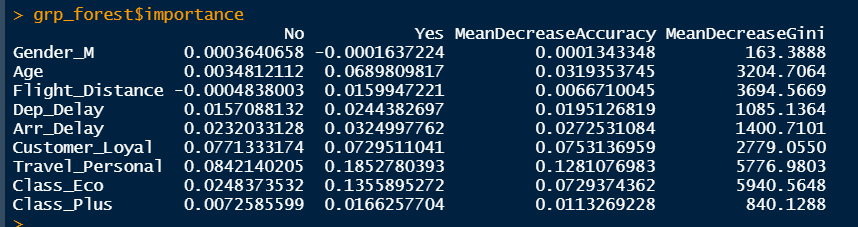 > grp_forest$importance
No Yes MeanDecreaseAccuracy MeanDecreaseGini
Gender_M 0.0003640658 -0.0001637224 0.0001343348 163.3888
Age 0.0034812112 0.0689809817 0.0319353745 3204.7064
Flight_Distance -0.0004838003 0.0159947221 0.0066710045 3694.5669
Dep_Delay 0.0157088132 0.0244382697 0.0195126819 1085.1364
Arr_Delay 0.0232033128 0.0324997762 0.0272531084 1400.7101
Customer_Loyal 0.0771333174 0.0729511041 0.0753136959 2779.0550
Travel_Personal 0.0842140205 0.1852780393 0.1281076983 5776.9803
Class_Eco 0.0248373532 0.1355895272 0.0729374362 5940.5648
Class_Plus 0.0072585599 0.0166257704 0.0113269228 840.1288
>